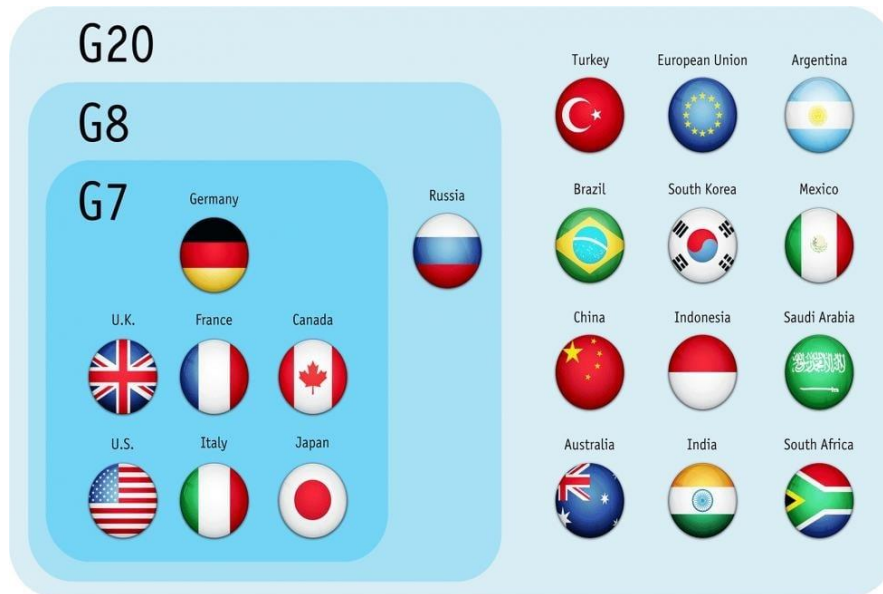 G20
Turkey European Union Argentina
G8
G7
Germany Russia Brazil South Korea Mexico
U.K. France Canada China Indonesia Saudi Arabia
U.S. Italy Japan Australia India South Africa